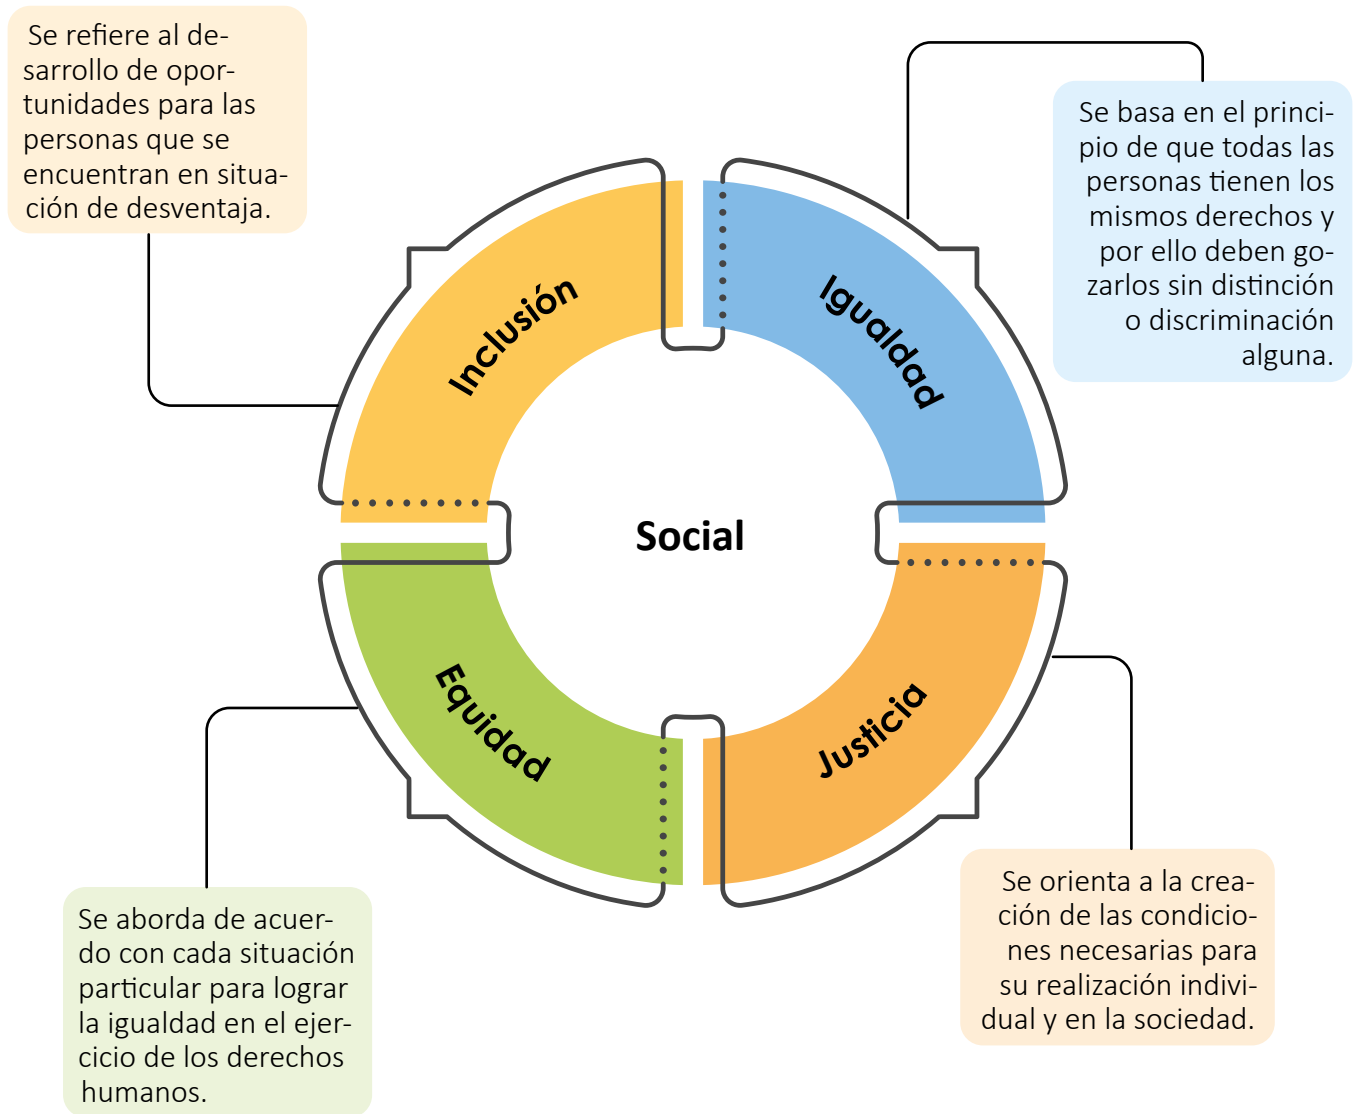 Se refiere al de-
sarrollo de opor-
tunidades para las
personas que se
encuentran en situa-
ción de desventaja.
Se basa en el princi-
pio de que todas las
personas tienen los
mismos derechos y
por ello deben go-
zarlos sin distinción
o discriminación
alguna.
Inclusión
Igualdad
Social
Equidad
Justicia
Se aborda de acuer-
do con cada situación
particular para lograr
la igualdad en el ejer-
cicio de los derechos
humanos.
Se orienta a la crea-
ción de las condicio-
nes necesarias para
su realización indivi-
dual y en la sociedad.